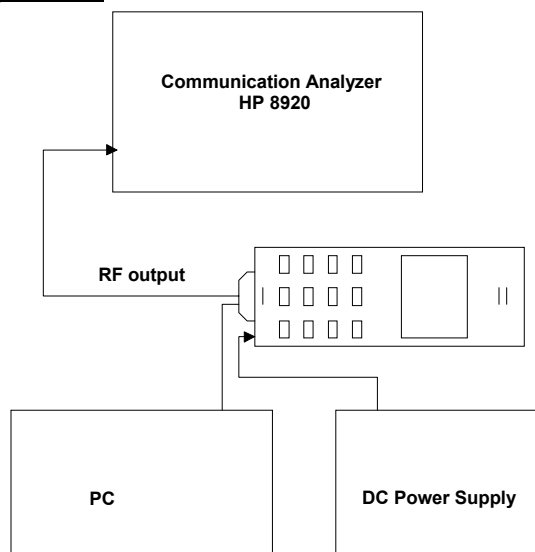 Communication Analyzer
HP 8920
RF output
PC
DC Power Supply